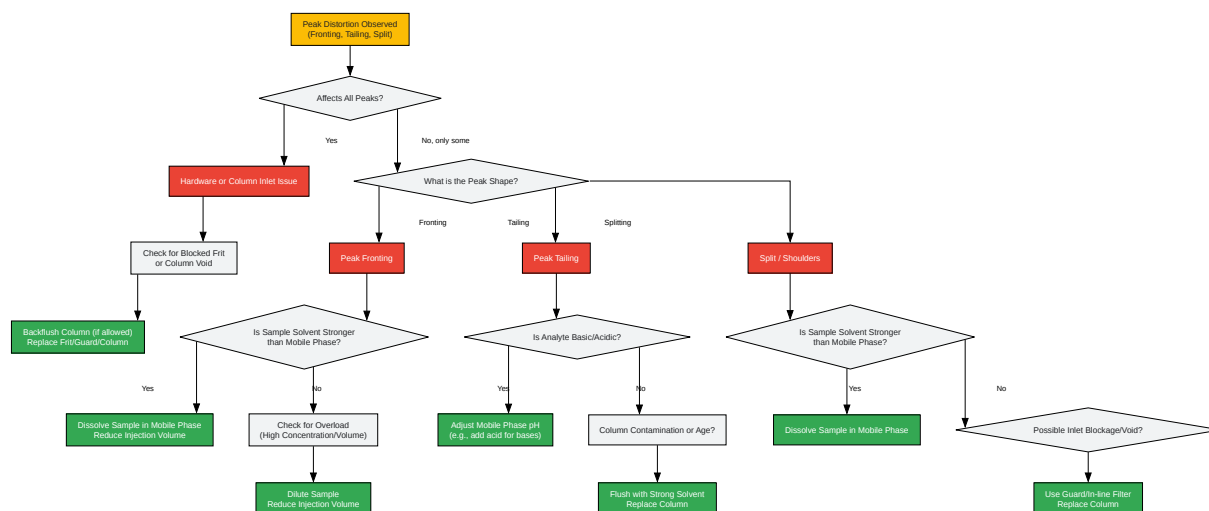 Peak Distortion Observed
(Fronting, Tailing, Split)
Affects All Peaks?
Yes
No, only some
Hardware or Column Inlet Issue
What is the Peak Shape?
Fronting
Tailing
Splitting
Check for Blocked Frit
or Column Void
Peak Fronting
Peak Tailing
Split / Shoulders
Backflush Column (if allowed)
Replace Frit/Guard/Column
Is Sample Solvent Stronger
than Mobile Phase?
Is Analyte Basic/Acidic?
Is Sample Solvent Stronger
than Mobile Phase?
Yes
No
Yes
No
Yes
No
Dissolve Sample in Mobile Phase
Reduce Injection Volume
Check for Overload
(High Concentration/Volume)
Adjust Mobile Phase pH
(e.g., add acid for bases)
Column Contamination or Age?
Dissolve Sample in Mobile Phase
Possible Inlet Blockage/Void?
Dilute Sample
Reduce Injection Volume
Flush with Strong Solvent
Replace Column
Use Guard/In-line Filter
Replace Column